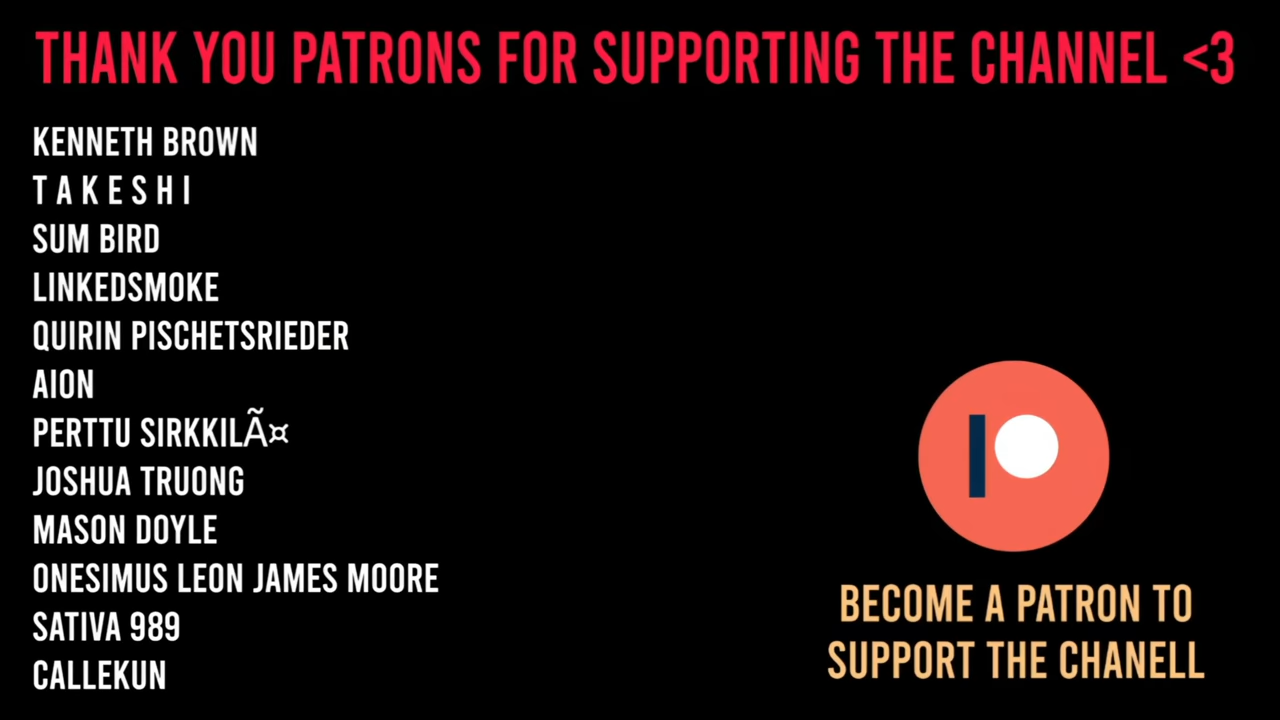 THANK YOU PATRONS FOR SUPPORTING THE CHANNEL <3
KENNETH BROWN
T A K E S H I
SUM BIRD
LINKEDSMOKE
QUIRIN PISCHETSRIEDER
AION
PERTTU SIRKKILÃ¤
JOSHUA TRUONG
MASON DOYLE
ONESIMUS LEON JAMES MOORE
SATIVA 989
CALLEKUN
BECOME A PATRON TO
SUPPORT THE CHANELL